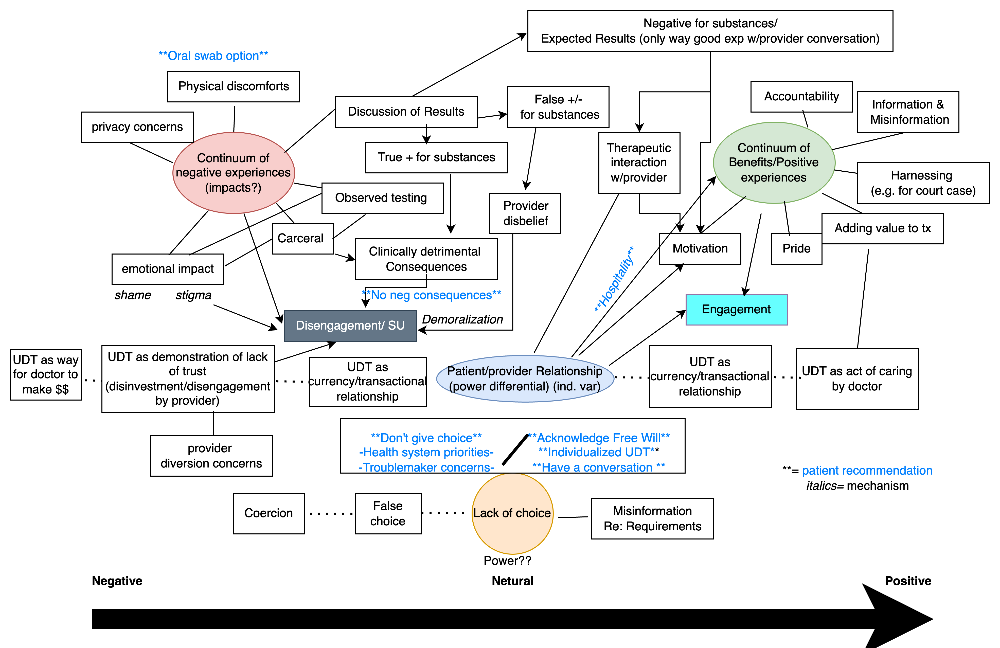 Negative for substances/
Expected Results (only way good exp w/provider conversation)
**Oral swab option**
Physical discomforts
privacy concerns
Discussion of Results
False +/-
for substances
Accountability
Information &
Misinformation
Continuum of
negative experiences
(impacts?)
True + for substances
Therapeutic
interaction
w/provider
Continuum of
Benefits/Positive
experiences
Harnessing
(e.g. for court case)
Observed testing
Provider
disbelief
Carceral
Adding value to tx
Motivation
Pride
Clinically detrimental
Consequences
emotional impact
shame
stigma
**No neg consequences**
**Hospitality**
Engagement
Disengagement/ SU
Demoralization
UDT as way
for doctor to
make $$
UDT as demonstration of lack
of trust
(disinvestment/disengagement
by provider)
UDT as
currency/transactional
relationship
Patient/provider Relationship
(power differential) (ind. var)
UDT as
currency/transactional
relationship
UDT as act of caring
by doctor
provider
diversion concerns
**Don't give choice**
-Health system priorities-
-Troublemaker concerns-
**Acknowledge Free Will**
**Individualized UDT**
**Have a conversation **
**= patient recommendation
italics= mechanism
Coercion
False
choice
Lack of choice
Misinformation
Re: Requirements
Power??
Negative
Netural
Positive